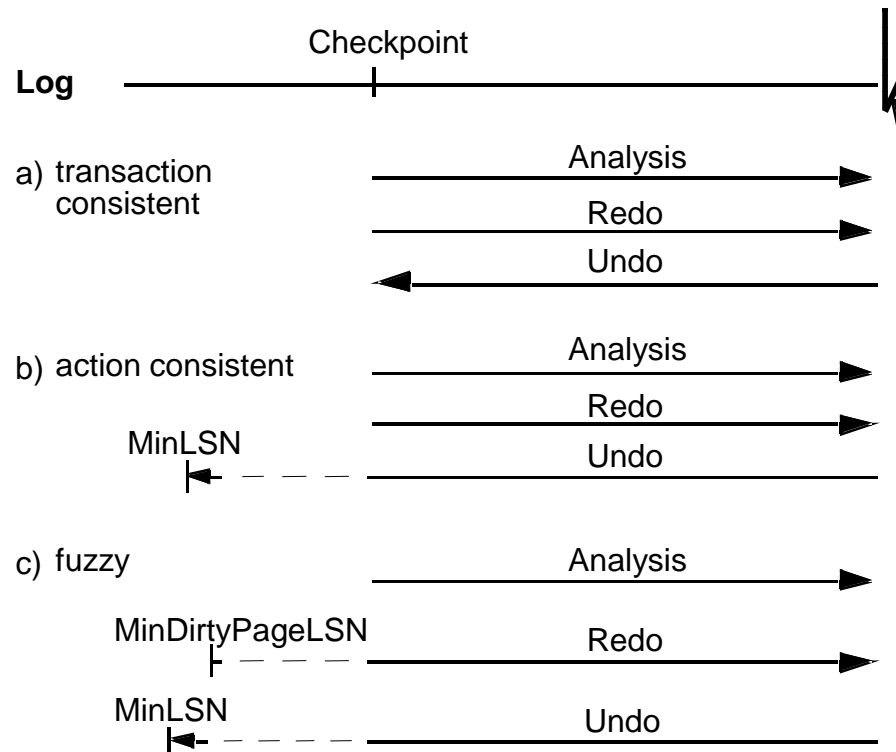 Checkpoint
Log
a) transaction
consistent
Analysis
Redo
Undo
b) action consistent
Analysis
Redo
MinLSN
Undo
c) fuzzy
Analysis
MinDirtyPageLSN
Redo
MinLSN
Undo